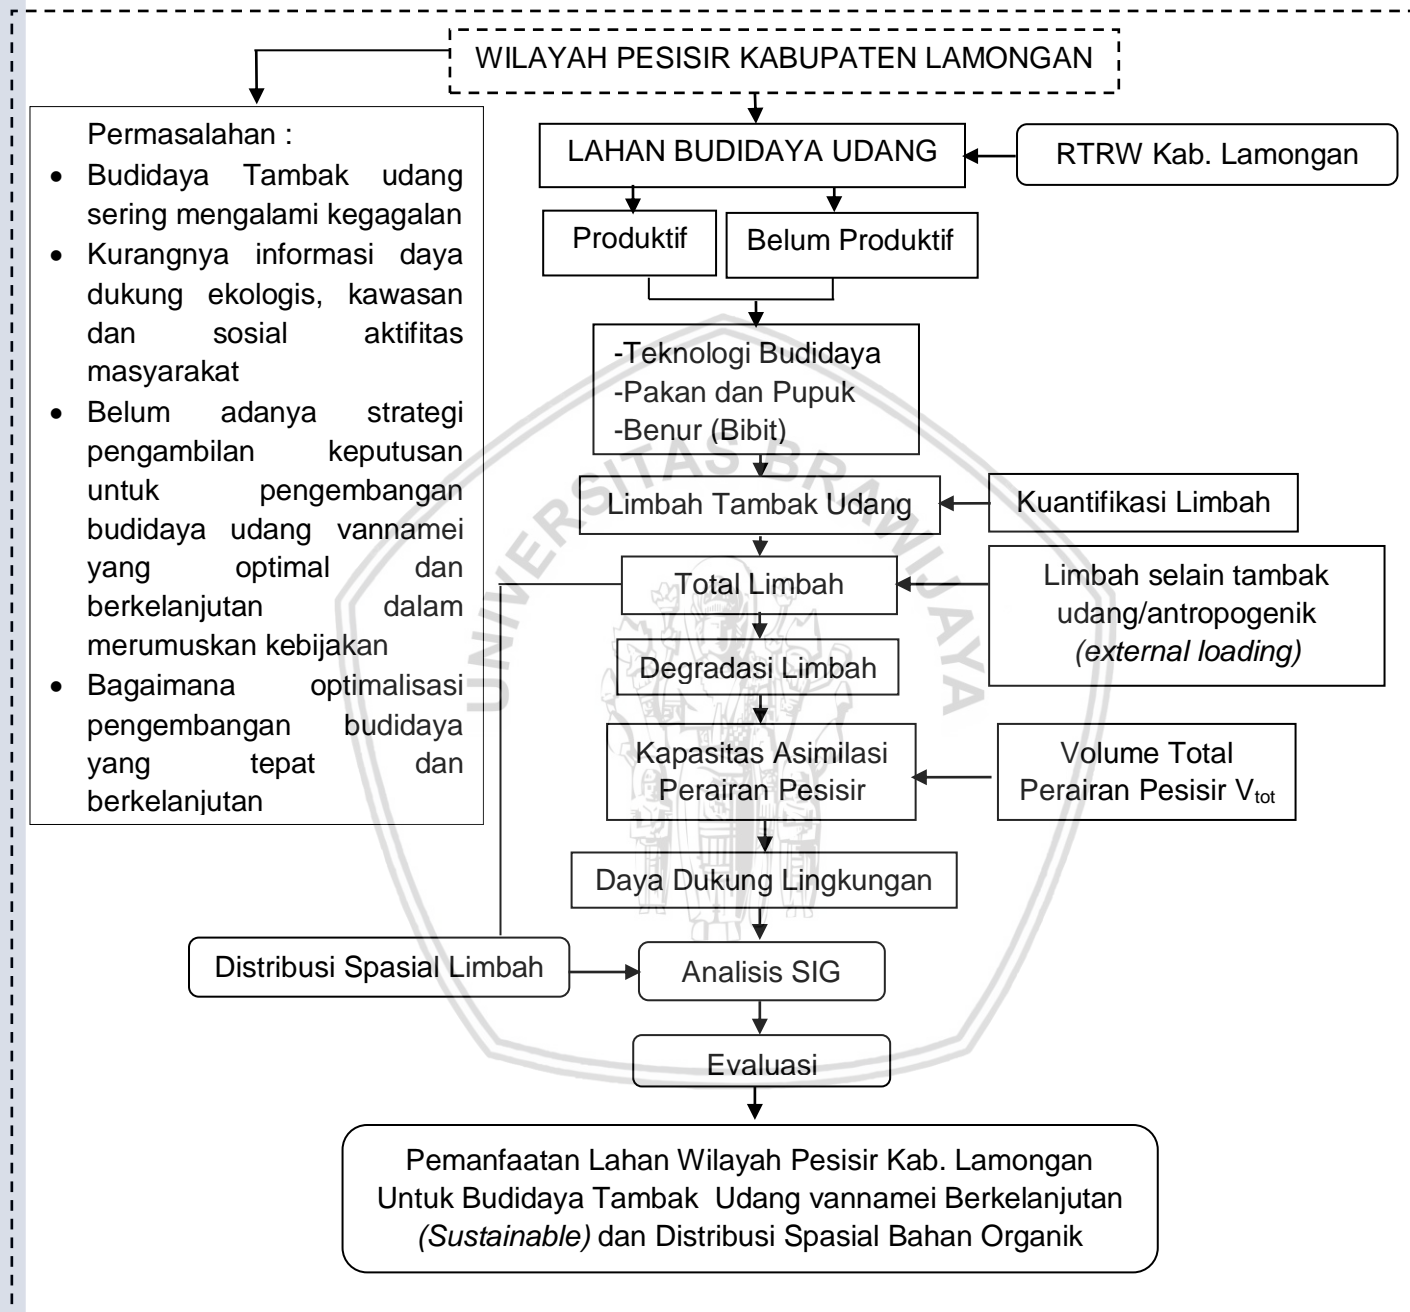 WILAYAH PESISIR KABUPATEN LAMONGAN
Permasalahan :
• Budidaya Tambak udang
sering mengalami kegagalan
• Kurangnya informasi daya
dukung ekologis, kawasan
dan sosial aktifitas
masyarakat
• Belum adanya strategi
pengambilan keputusan
untuk pengembangan
budidaya udang vannamei
yang optimal dan
berkelanjutan dalam
merumuskan kebijakan
• Bagaimana optimalisasi
pengembangan budidaya
yang tepat dan
berkelanjutan
LAHAN BUDIDAYA UDANG
RTRW Kab. Lamongan
Produktif
Belum Produktif
-Teknologi Budidaya
-Pakan dan Pupuk
-Benur (Bibit)
Limbah Tambak Udang
Kuantifikasi Limbah
Total Limbah
Limbah selain tambak
udang/antropogenik
(external loading)
Degradasi Limbah
Kapasitas Asimilasi
Perairan Pesisir
Volume Total
Perairan Pesisir Vtot
Daya Dukung Lingkungan
Distribusi Spasial Limbah
Analisis SIG
Evaluasi
Pemanfaatan Lahan Wilayah Pesisir Kab. Lamongan
Untuk Budidaya Tambak Udang vannamei Berkelanjutan
(Sustainable) dan Distribusi Spasial Bahan Organik
UNIVERSITAS BRAWIJAYA